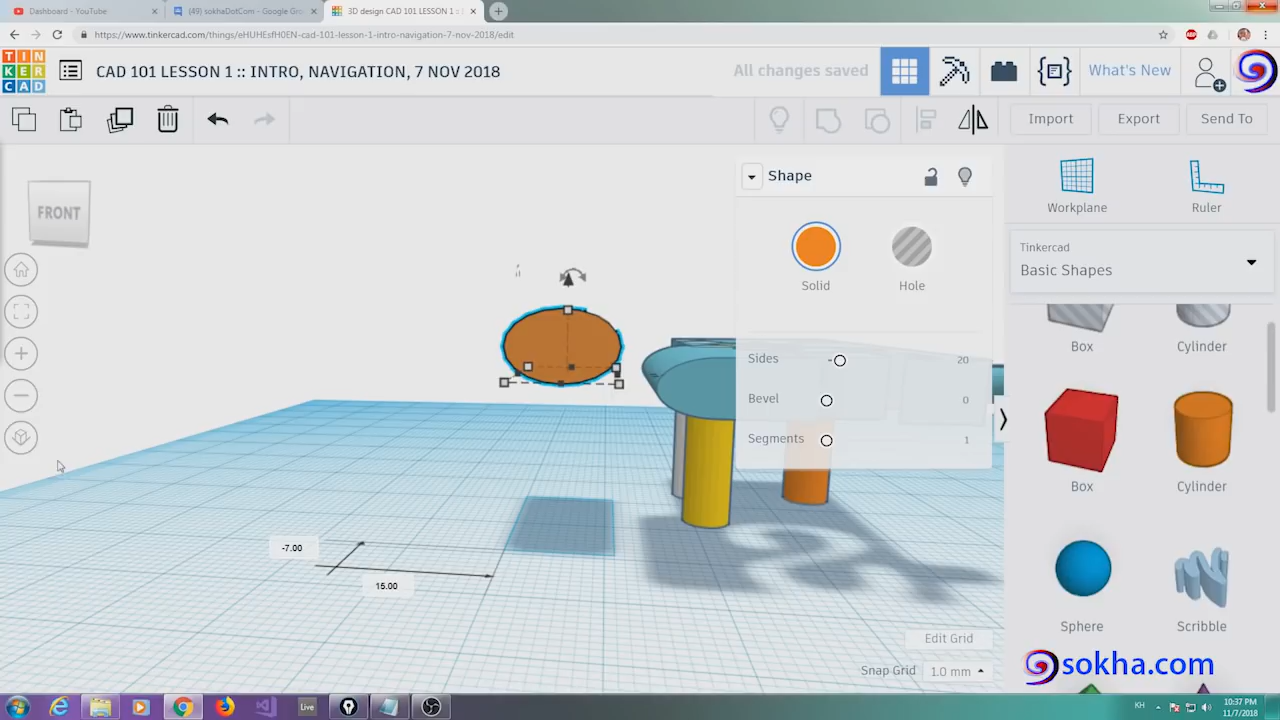 Dashboard - YouTube
(49) sokhaDotCom - Google Gro
3D design CAD 101 LESSON 1 ::
https://www.tinkercad.com/things/eHUHEsfH0EN-cad-101-lesson-1-intro-navigation-7-nov-2018/edit
TIN
KER
CAD
CAD 101 LESSON 1 :: INTRO, NAVIGATION, 7 NOV 2018
All changes saved
What's New
Import
Export
Send To
FRONT
Shape
Solid
Hole
Sides
20
Bevel
0
Segments
1
Workplane
Ruler
Tinkercad
Basic Shapes
Box
Cylinder
Box
Cylinder
Sphere
Scribble
-7.00
15.00
Edit Grid
Snap Grid 1.0 mm
sokha.com
Live
KH
10:37 PM
11/7/2018